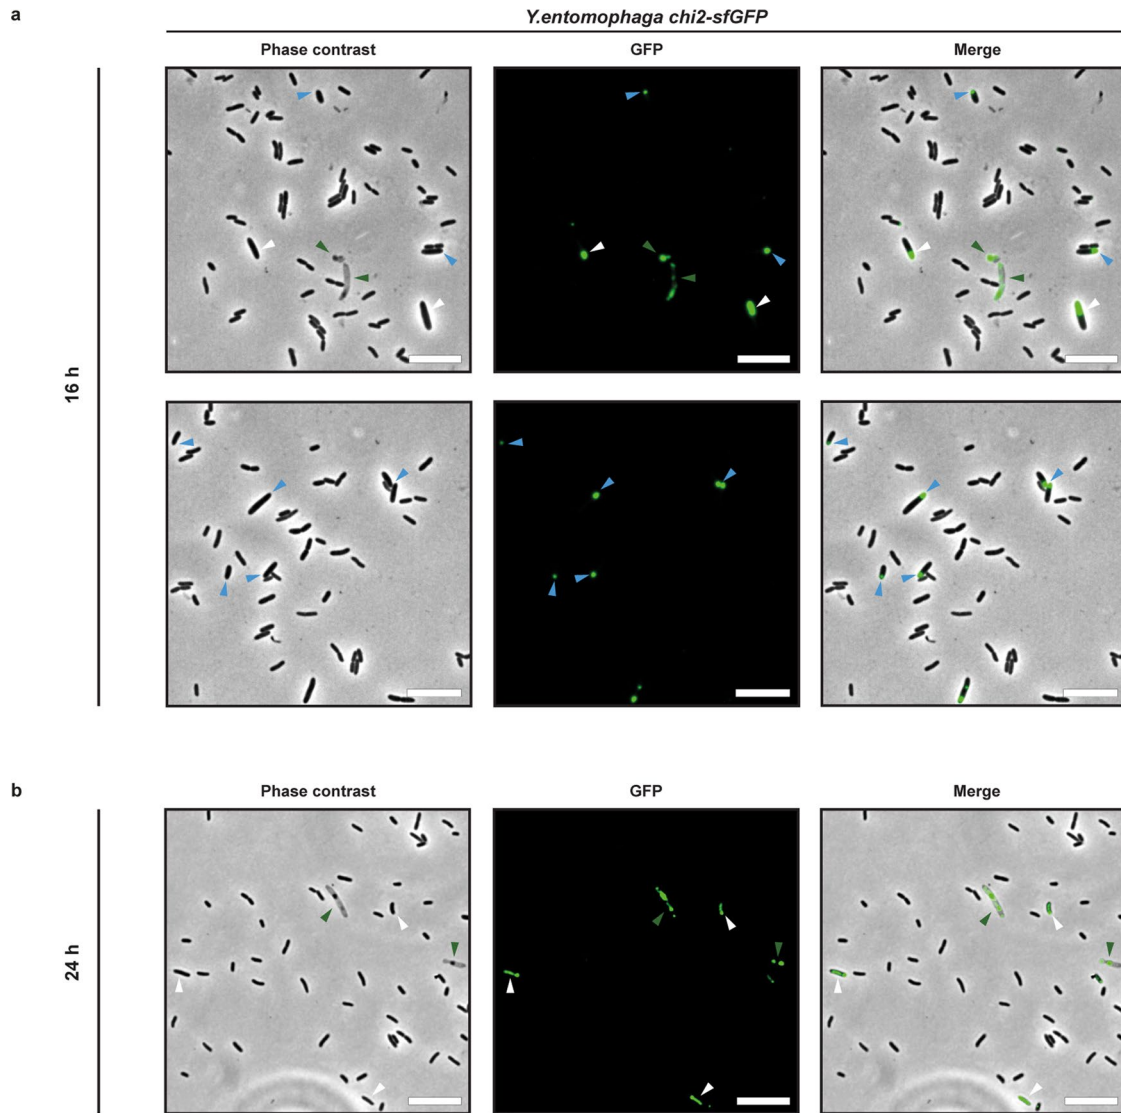 a
Y.entomophaga chi2-sfGFP
Phase contrast GFP Merge
16 h
b
Phase contrast GFP Merge
24 h